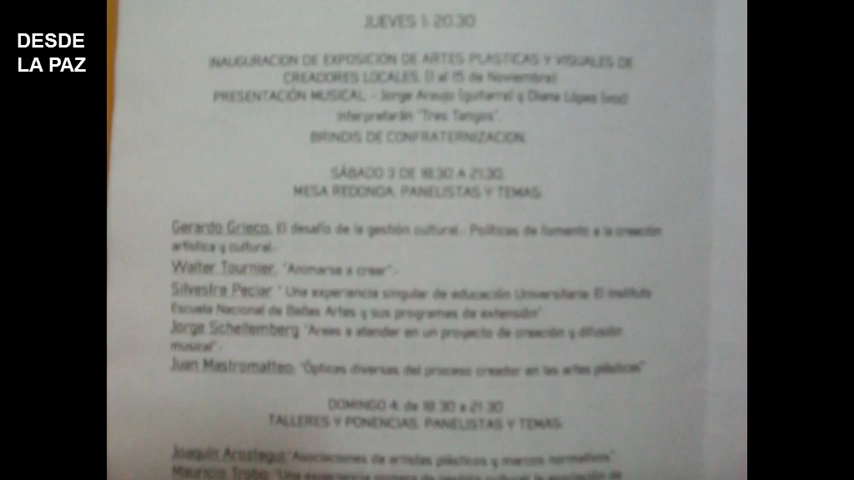 DESDE
LA PAZ
JUEVES 1: 20.30
INAUGURACION DE EXPOSICION DE ARTES PLASTICAS Y VISUALES DE
CREADORES LOCALES. (1 al 15 de Noviembre)
PRESENTACIÓN MUSICAL.- Jorge Araujo (guitarra) y Diana López (voz)
interpretarán "Tres Tangos".
BRINDIS DE CONFRATERNIZACION
SÁBADO 3 DE 18.30 A 21.30.
MESA REDONDA. PANELISTAS Y TEMAS.
Gerardo Grieco. El desafío de la gestión cultural.- Políticas de fomento a la creación
artística y cultural.-
Walter Tournier. "Animarse a crear".-
Silvestre Peciar " Una experiencia singular de educación Universitaria: El Instituto
Escuela Nacional de Bellas Artes y sus programas de extensión"
Jorge Schellemberg "Areas a atender en un proyecto de creación y difusión
musical".-
Juan Mastromatteo: "Ópticas diversas del proceso creador en las artes plásticas"
DOMINGO 4, de 18.30 a 21.30
TALLERES Y PONENCIAS. PANELISTAS Y TEMAS.
Joaquín Aroztegui "Asociaciones de artistas plásticos y marcos normativos".
Mauricio "Una experiencia de